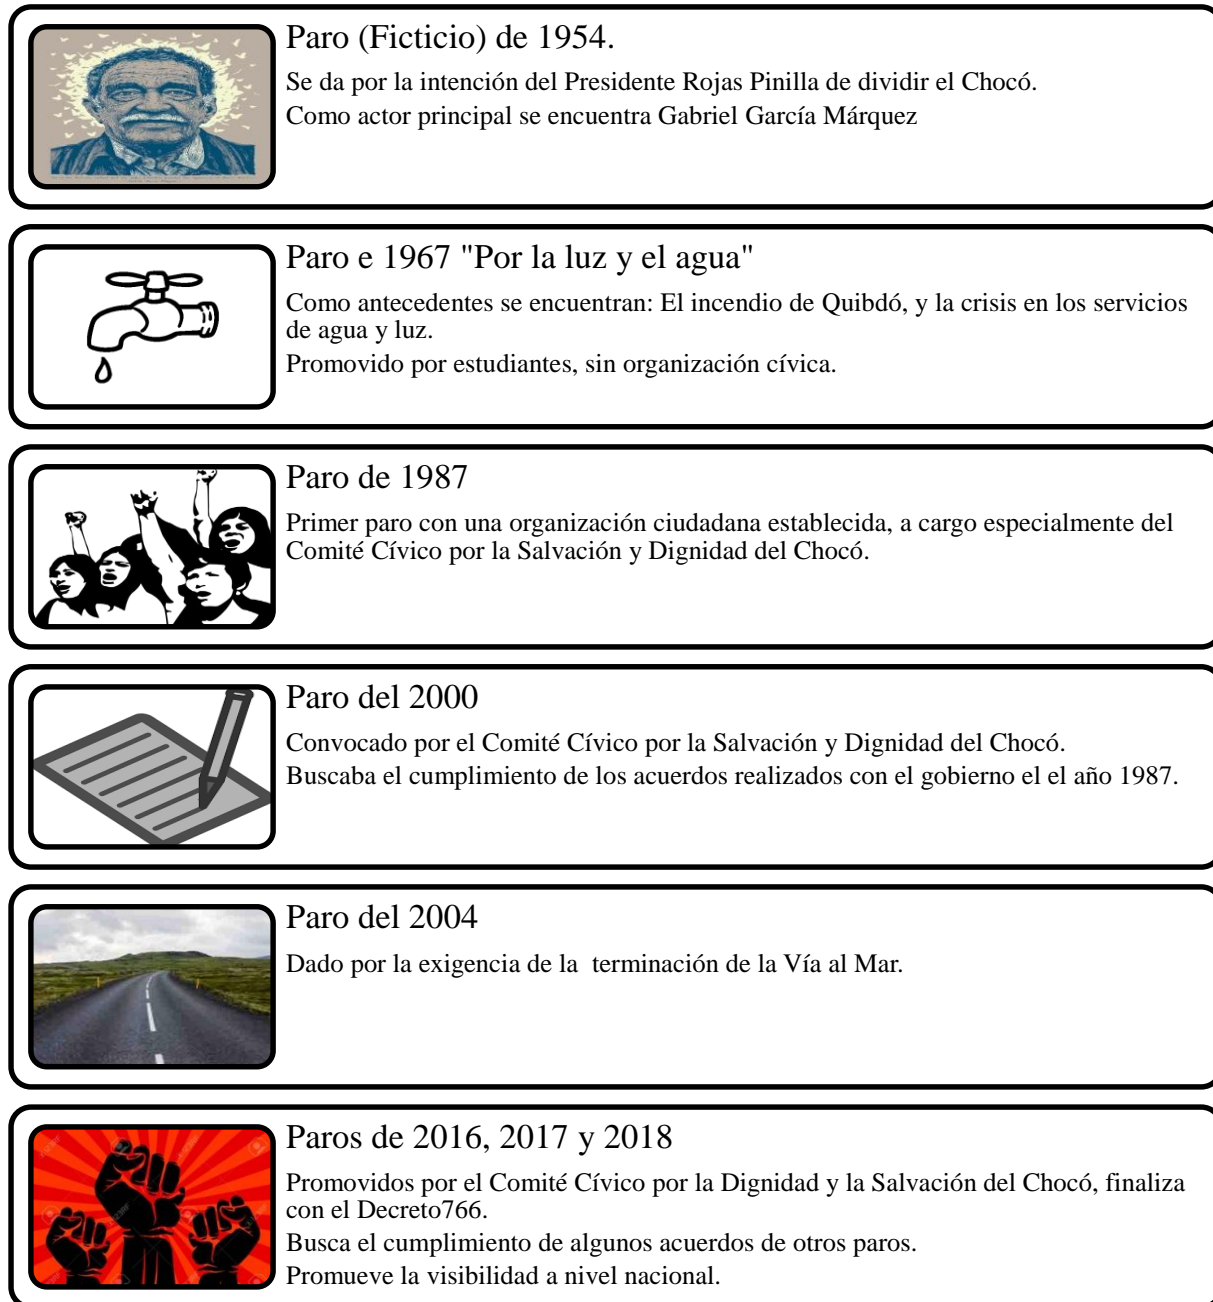 Paro (Ficticio) de 1954.
Se da por la intención del Presidente Rojas Pinilla de dividir el Chocó.
Como actor principal se encuentra Gabriel García Márquez
Paro e 1967 "Por la luz y el agua"
Como antecedentes se encuentran: El incendio de Quibdó, y la crisis en los servicios
de agua y luz.
Promovido por estudiantes, sin organización cívica.
Paro de 1987
Primer paro con una organización ciudadana establecida, a cargo especialmente del
Comité Cívico por la Salvación y Dignidad del Chocó.
Paro del 2000
Convocado por el Comité Cívico por la Salvación y Dignidad del Chocó.
Buscaba el cumplimiento de los acuerdos realizados con el gobierno el el año 1987.
Paro del 2004
Dado por la exigencia de la  terminación de la Vía al Mar.
Paros de 2016, 2017 y 2018
Promovidos por el Comité Cívico por la Dignidad y la Salvación del Chocó, finaliza
con el Decreto766.
Busca el cumplimiento de algunos acuerdos de otros paros.
Promueve la visibilidad a nivel nacional.